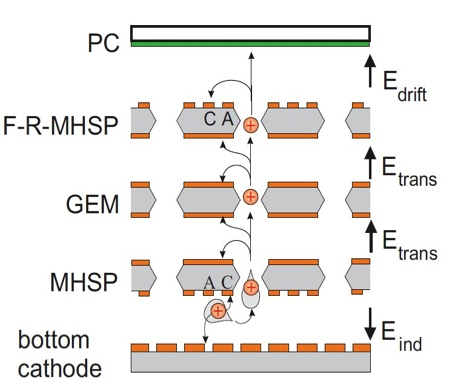 PC
E drift
C A
F-R-MHSP
+
E trans
GEM
+
E trans
MHSP
A C
+
+
E ind
bottom
cathode